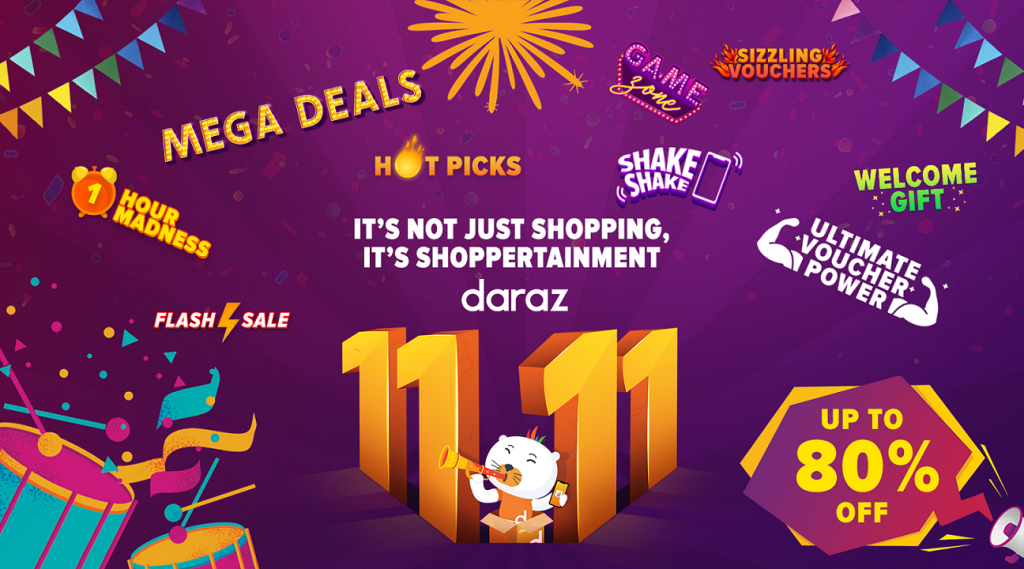 MEGA DEALS
GAME
zone
SIZZLING
VOUCHERS
HOT PICKS
SHAKE
SHAKE
WELCOME
GIFT
1 HOUR
MADNESS
IT'S NOT JUST SHOPPING,
IT'S SHOPPERTAINMENT
daraz
ULTIMATE
VOUCHER
POWER
FLASH SALE
11.11
UP TO
80%
OFF
d